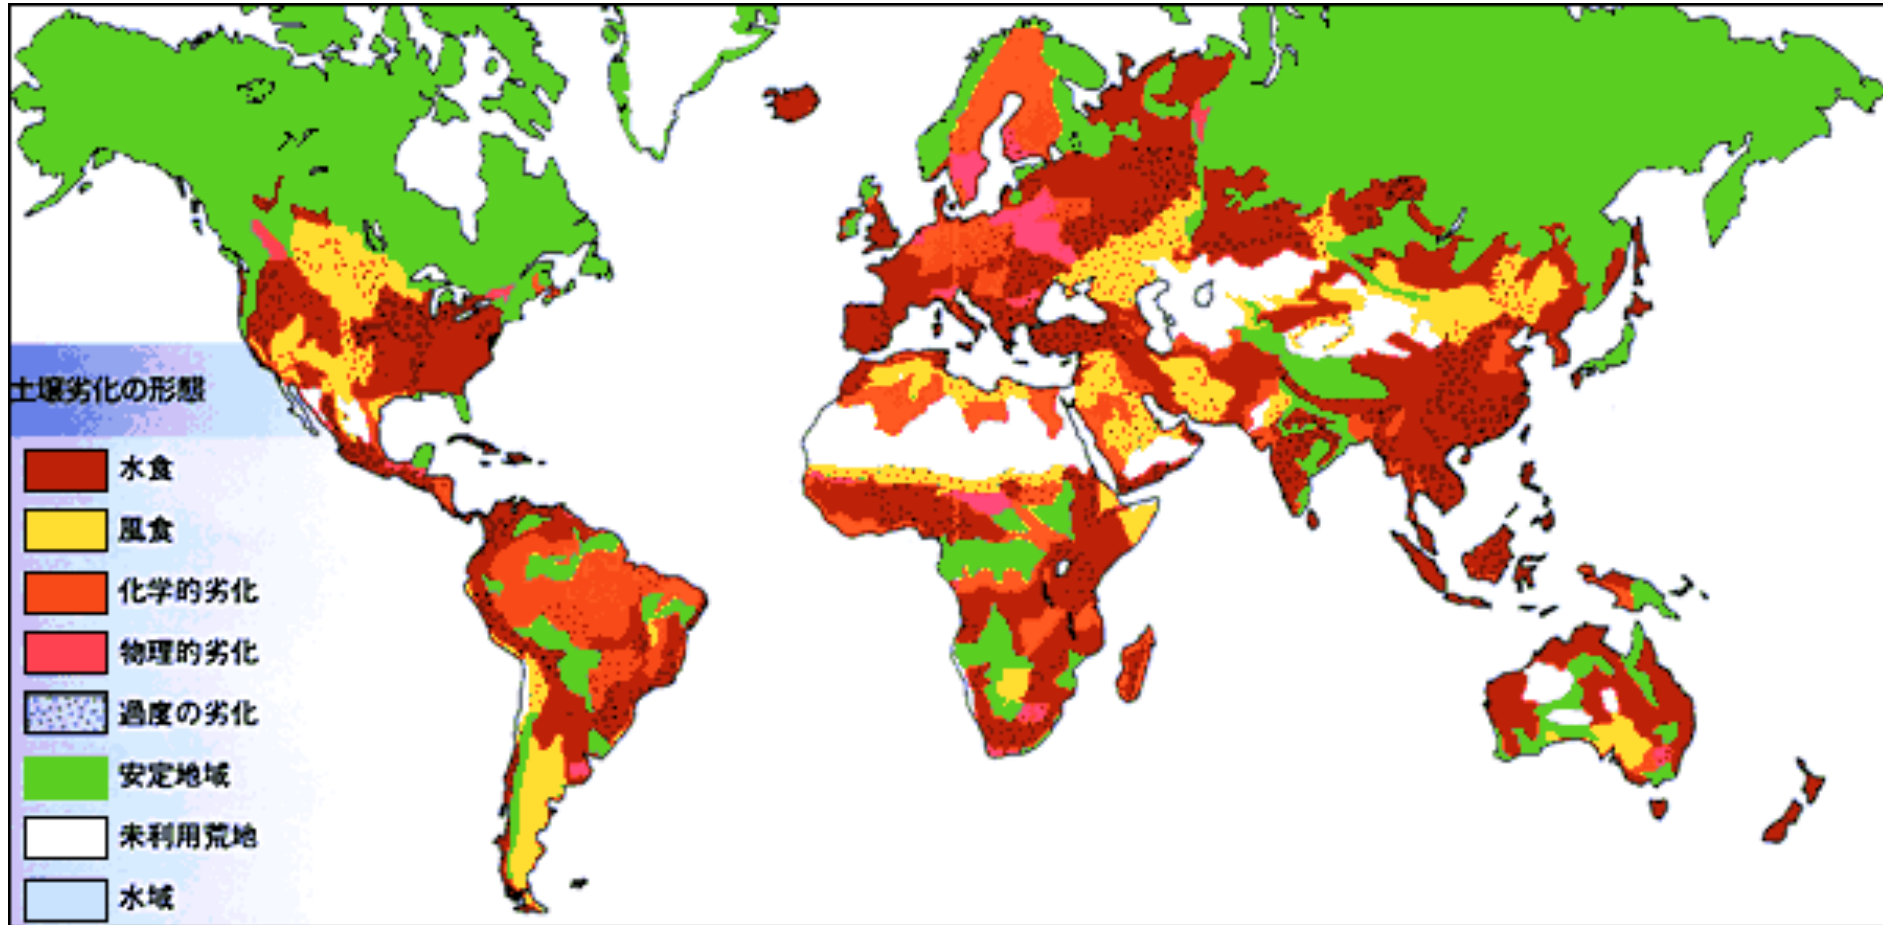 土壌劣化の形態
水食
風食
化学的劣化
物理的劣化
過度の劣化
安定地域
未利用荒地
水域